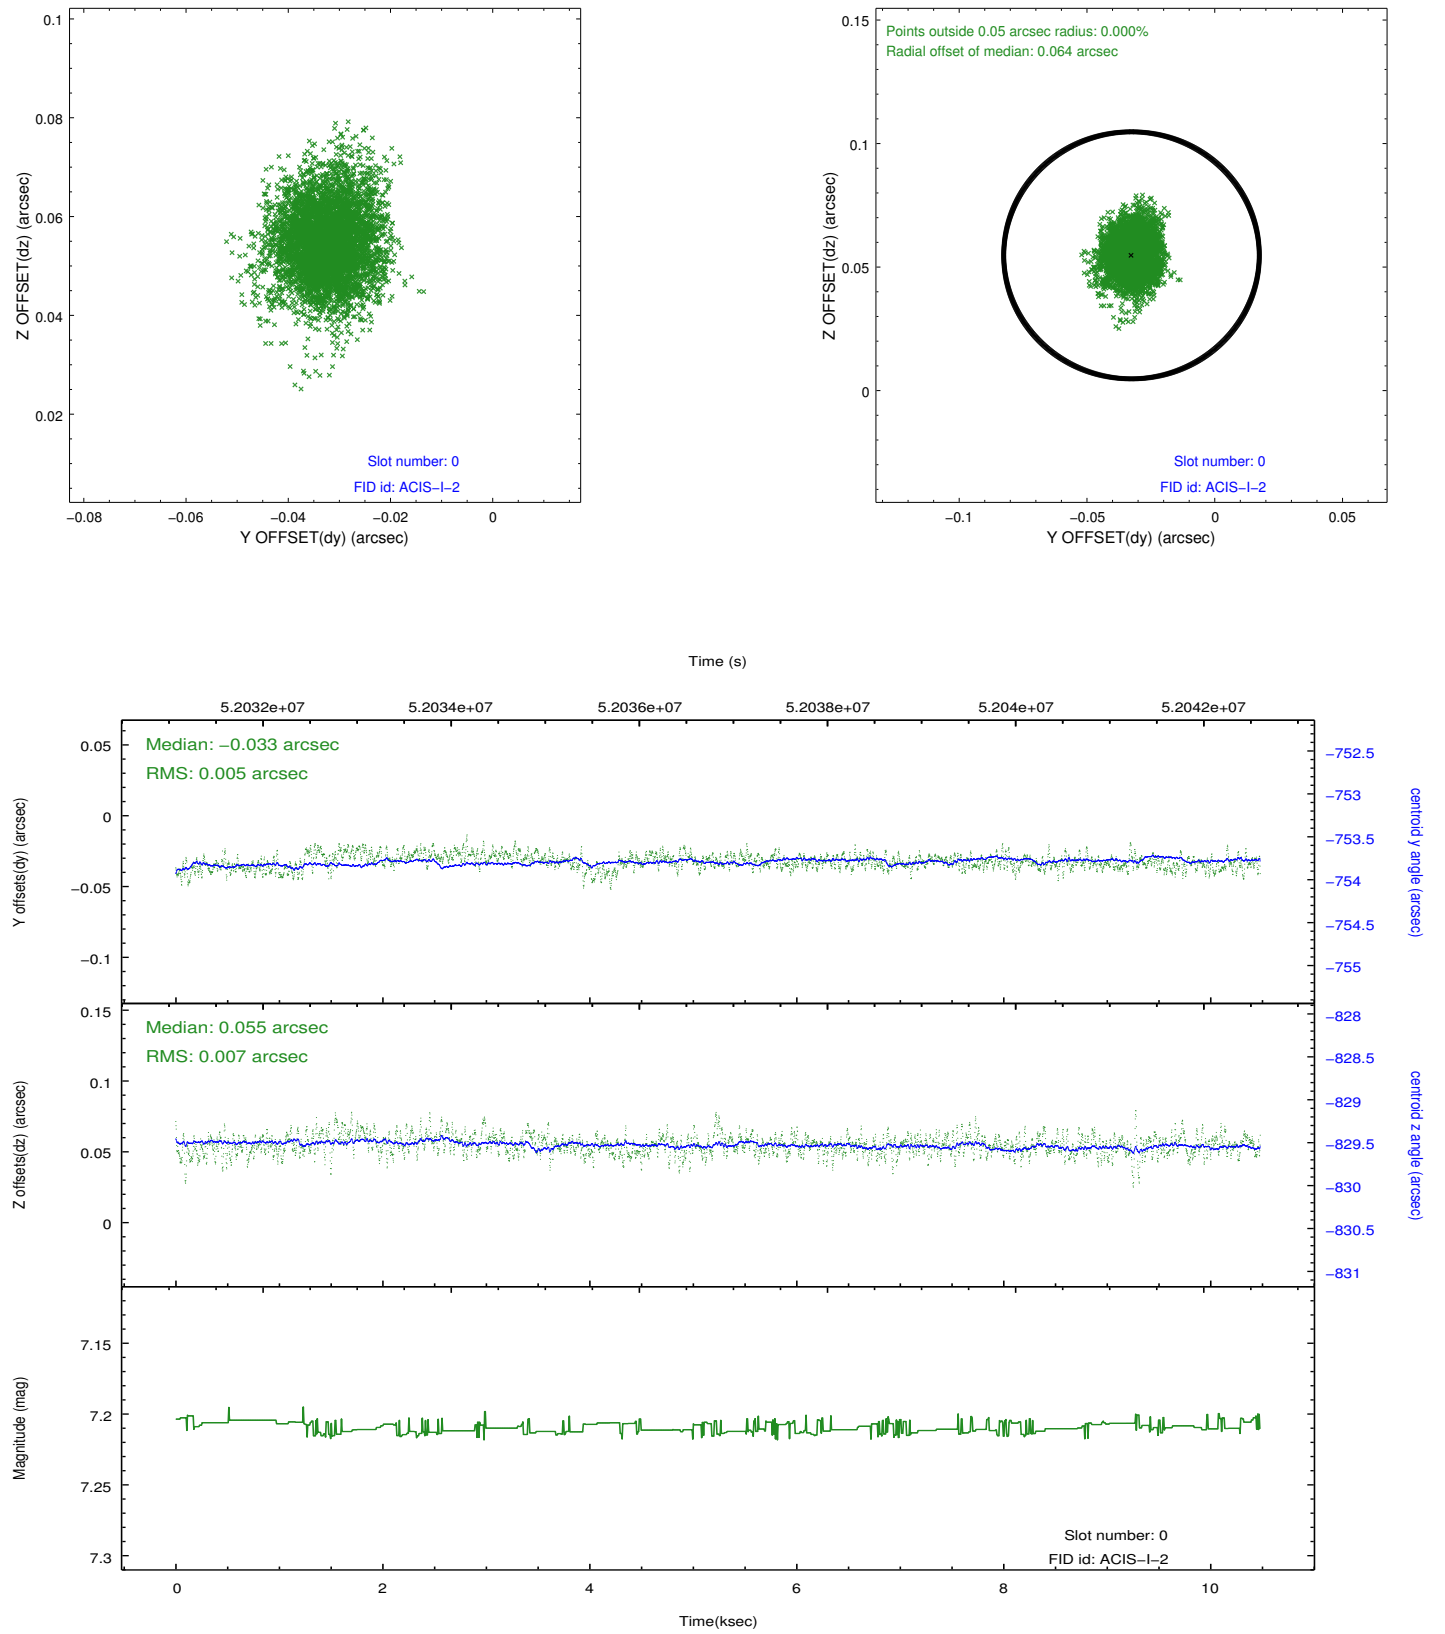 0.1
0.08
0.06
0.04
0.02
Z OFFSET(dz) (arcsec)
Slot number: 0
FID id: ACIS−I−2
−0.08
−0.06
−0.04
−0.02
0
Y OFFSET(dy) (arcsec)
Points outside 0.05 arcsec radius: 0.000%
Radial offset of median: 0.064 arcsec
0.15
0.1
0.05
0
Z OFFSET(dz) (arcsec)
Slot number: 0
FID id: ACIS−I−2
−0.1
−0.05
0
0.05
Y OFFSET(dy) (arcsec)
Time (s)
5.2032e+07
5.2034e+07
5.2036e+07
5.2038e+07
5.204e+07
5.2042e+07
Median: −0.033 arcsec
RMS: 0.005 arcsec
0.05
0
−0.05
−0.1
Y offsets(dy) (arcsec)
−752.5
−753
−753.5
−754
−754.5
−755
centroid y angle (arcsec)
Median: 0.055 arcsec
RMS: 0.007 arcsec
0.15
0.1
0.05
0
Z offsets(dz) (arcsec)
−828
−828.5
−829
−829.5
−830
−830.5
−831
centroid z angle (arcsec)
7.15
7.2
7.25
7.3
Magnitude (mag)
Slot number: 0
FID id: ACIS−I−2
0
2
4
6
8
10
Time(ksec)